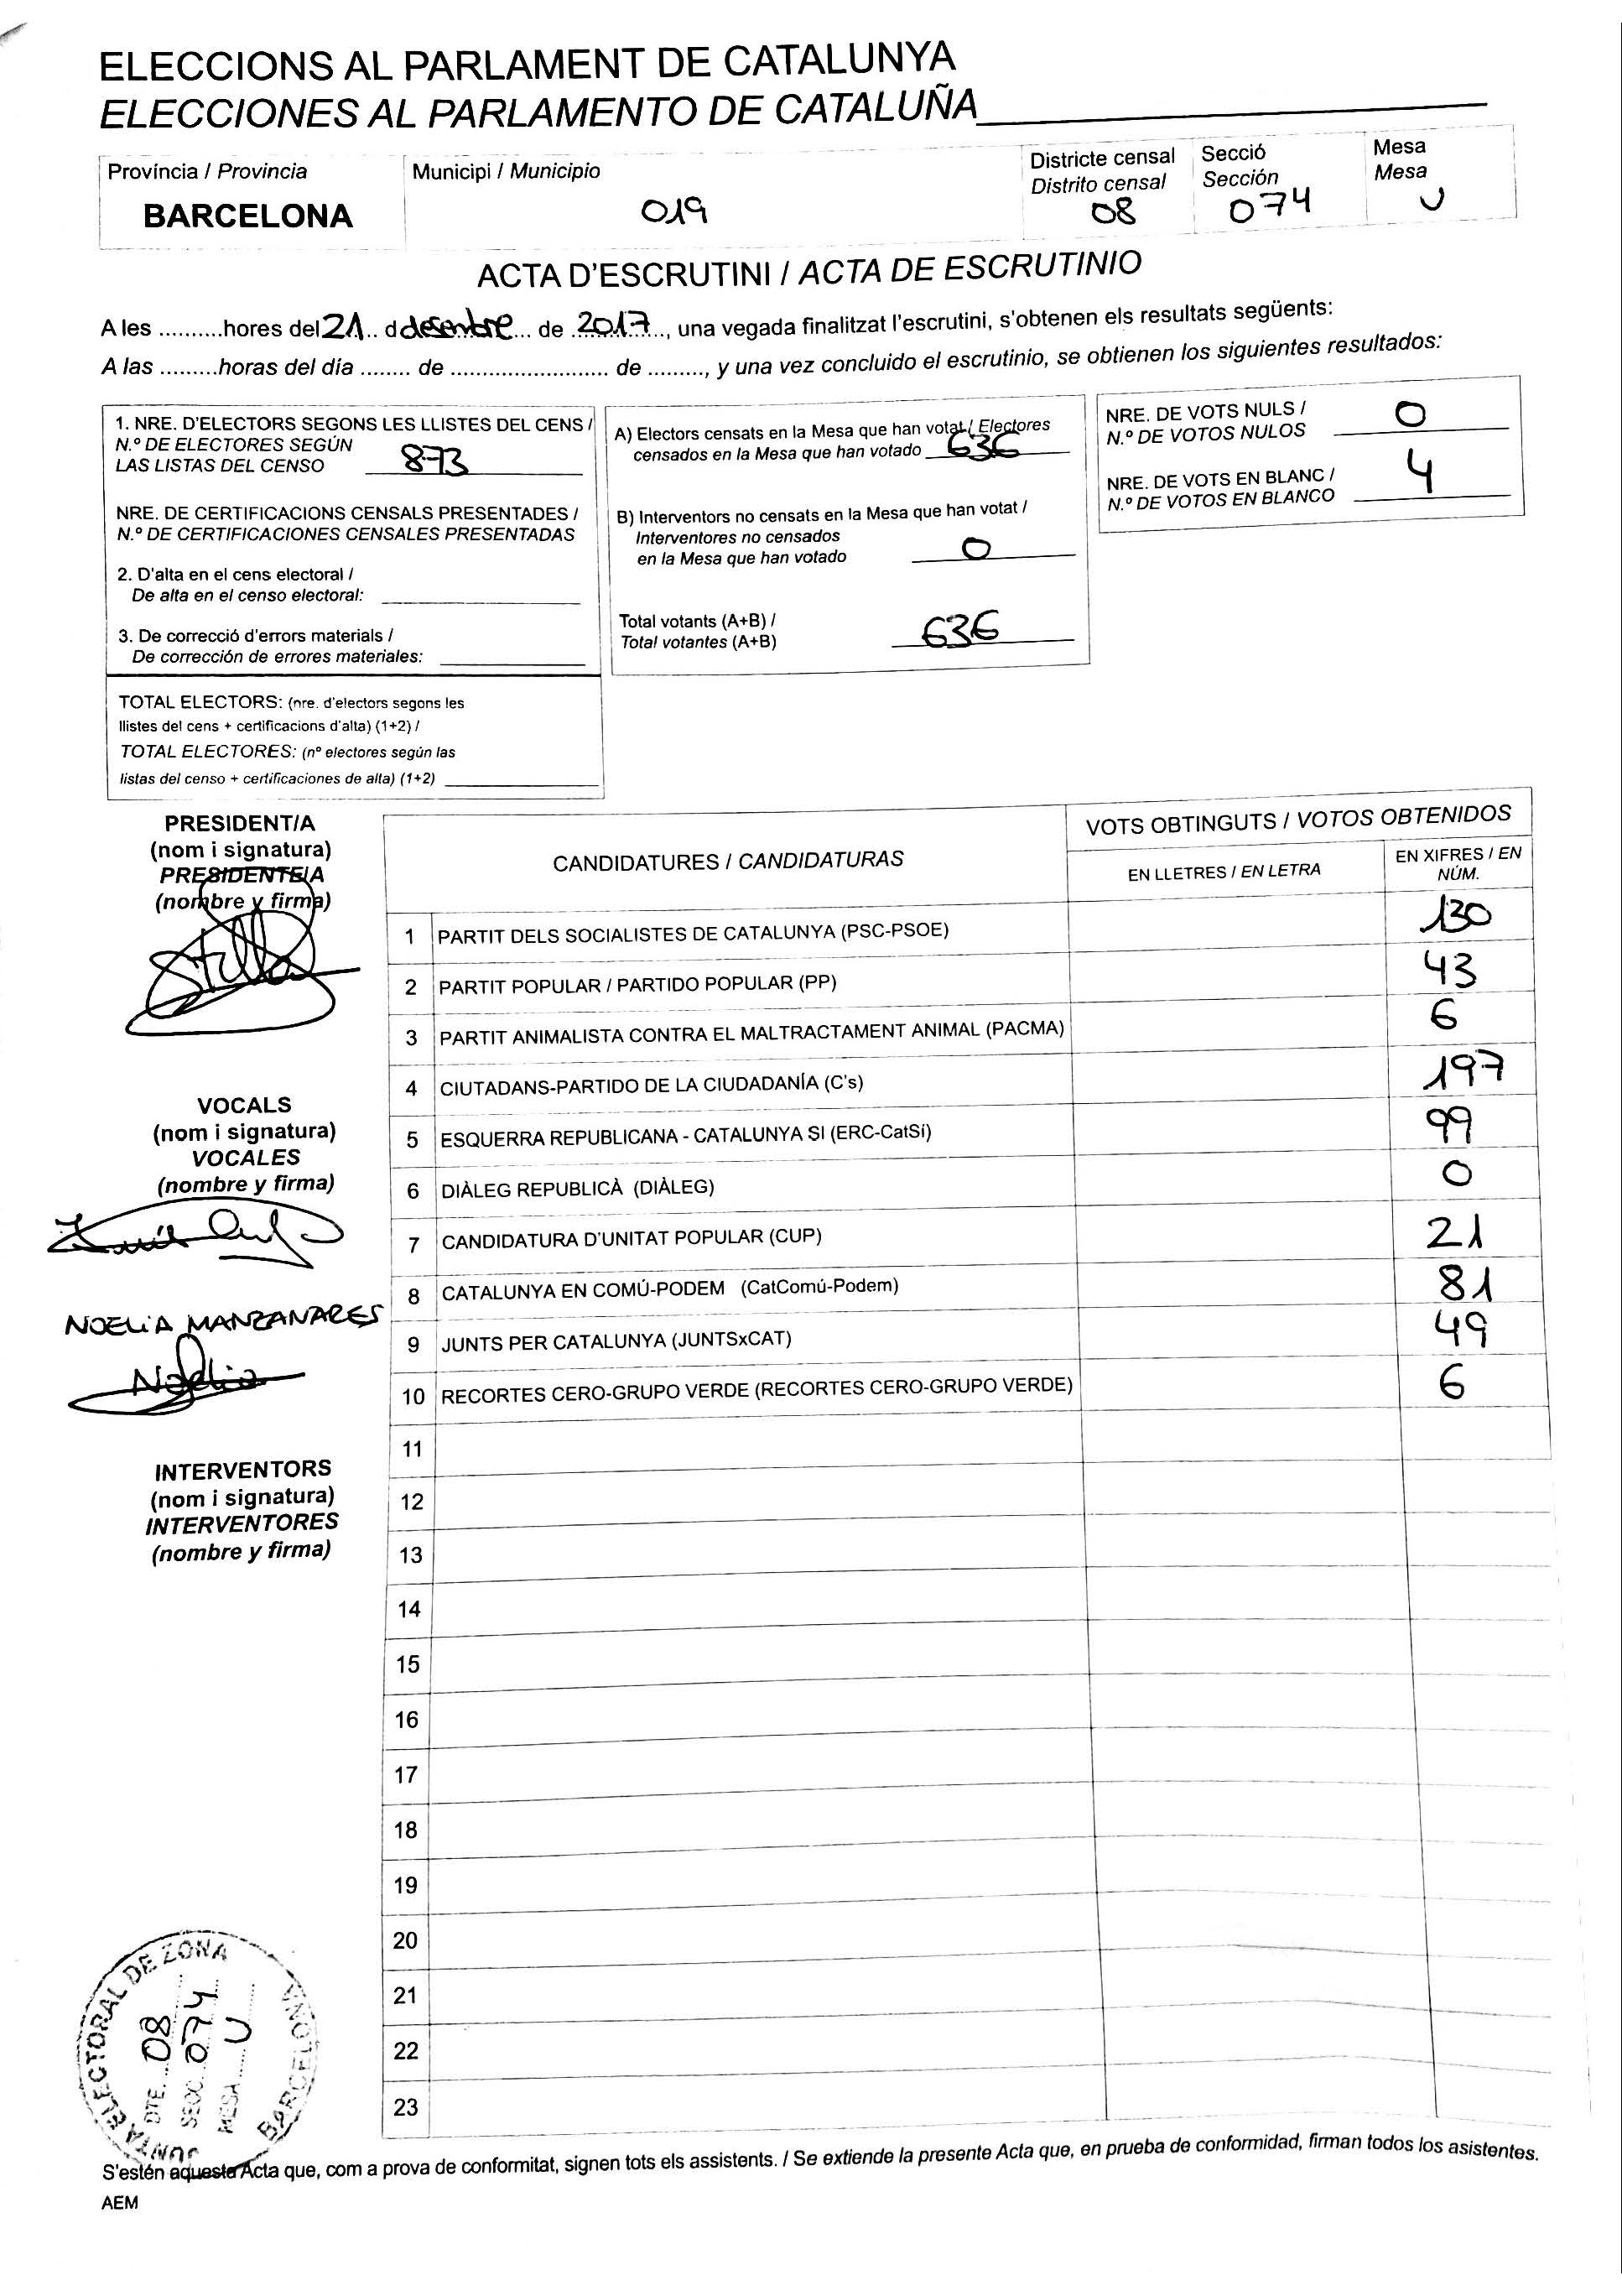 ELECCIONS AL PARLAMENT DE CATALUNYA
ELECCIONES AL PARLAMENTO DE CATALUÑA
Província / Provincia
BARCELONA
Municipi / Municipio
019
Districte censal
Distrito censal
08
Secció
Sección
074
Mesa
Mesa
U
ACTA D'ESCRUTINI / ACTA DE ESCRUTINIO
A les ..........hores del 21.. d desembre... de 2017..., una vegada finalitzat l'escrutini, s'obtenen els resultats següents:
A las .........horas del día ........ de ......................... de ........., y una vez concluido el escrutinio, se obtienen los siguientes resultados:
1. NRE. D'ELECTORS SEGONS LES LLISTES DEL CENS /
N.º DE ELECTORES SEGÚN
LAS LISTAS DEL CENSO 873
NRE. DE CERTIFICACIONS CENSALS PRESENTADES /
N.º DE CERTIFICACIONES CENSALES PRESENTADAS
2. D'alta en el cens electoral /
De alta en el censo electoral:
3. De correcció d'errors materials /
De corrección de errores materiales:
TOTAL ELECTORS: (nre. d'electors segons les
llistes del cens + certificacions d'alta) (1+2) /
TOTAL ELECTORES: (nº electores según las
listas del censo + certificaciones de alta) (1+2)
A) Electors censats en la Mesa que han votat / Electores
censados en la Mesa que han votado 636
B) Interventors no censats en la Mesa que han votat /
Interventores no censados
en la Mesa que han votado 0
Total votants (A+B) /
Total votantes (A+B) 636
NRE. DE VOTS NULS /
N.º DE VOTOS NULOS 0
NRE. DE VOTS EN BLANC /
N.º DE VOTOS EN BLANCO 4
PRESIDENT/A
(nom i signatura)
PRESIDENTE/A
(nombre y firma)
VOCALS
(nom i signatura)
VOCALES
(nombre y firma)
NOELIA MANZANARES
Noelia
INTERVENTORS
(nom i signatura)
INTERVENTORES
(nombre y firma)
CANDIDATURES / CANDIDATURAS
VOTS OBTINGUTS / VOTOS OBTENIDOS
EN LLETRES / EN LETRA
EN XIFRES / EN
NÚM.
1 PARTIT DELS SOCIALISTES DE CATALUNYA (PSC-PSOE) 130
2 PARTIT POPULAR / PARTIDO POPULAR (PP) 43
3 PARTIT ANIMALISTA CONTRA EL MALTRACTAMENT ANIMAL (PACMA) 6
4 CIUTADANS-PARTIDO DE LA CIUDADANÍA (C's) 197
5 ESQUERRA REPUBLICANA - CATALUNYA SI (ERC-CatSí) 99
6 DIÀLEG REPUBLICÀ (DIÀLEG) 0
7 CANDIDATURA D'UNITAT POPULAR (CUP) 21
8 CATALUNYA EN COMÚ-PODEM (CatComú-Podem) 81
9 JUNTS PER CATALUNYA (JUNTSxCAT) 49
10 RECORTES CERO-GRUPO VERDE (RECORTES CERO-GRUPO VERDE) 6
11
12
13
14
15
16
17
18
19
20
21
22
23
JUNTA ELECTORAL DE ZONA
BARCELONA
DTE. 08
SECC. 074
MESA U
S'estén aquesta Acta que, com a prova de conformitat, signen tots els assistents. / Se extiende la presente Acta que, en prueba de conformidad, firman todos los asistentes.
AEM